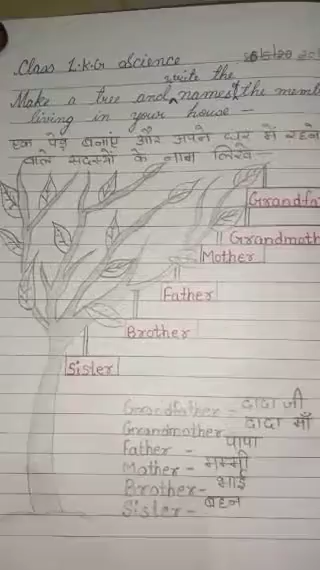 Class L.K.G Science
write the
Make a tree and names of the
living in your house -
एक पेड़ बनाएं और अपने घर में रहने
वाले सदस्यों के नाम लिखे -
Grandfa
Grandmoth
Mother
Father
Brother
Sister
Grandfather - दादा जी
Grandmother दादी माँ
Father - पापा
Mother - मम्मी
Brother - भाई
Sister - बहन